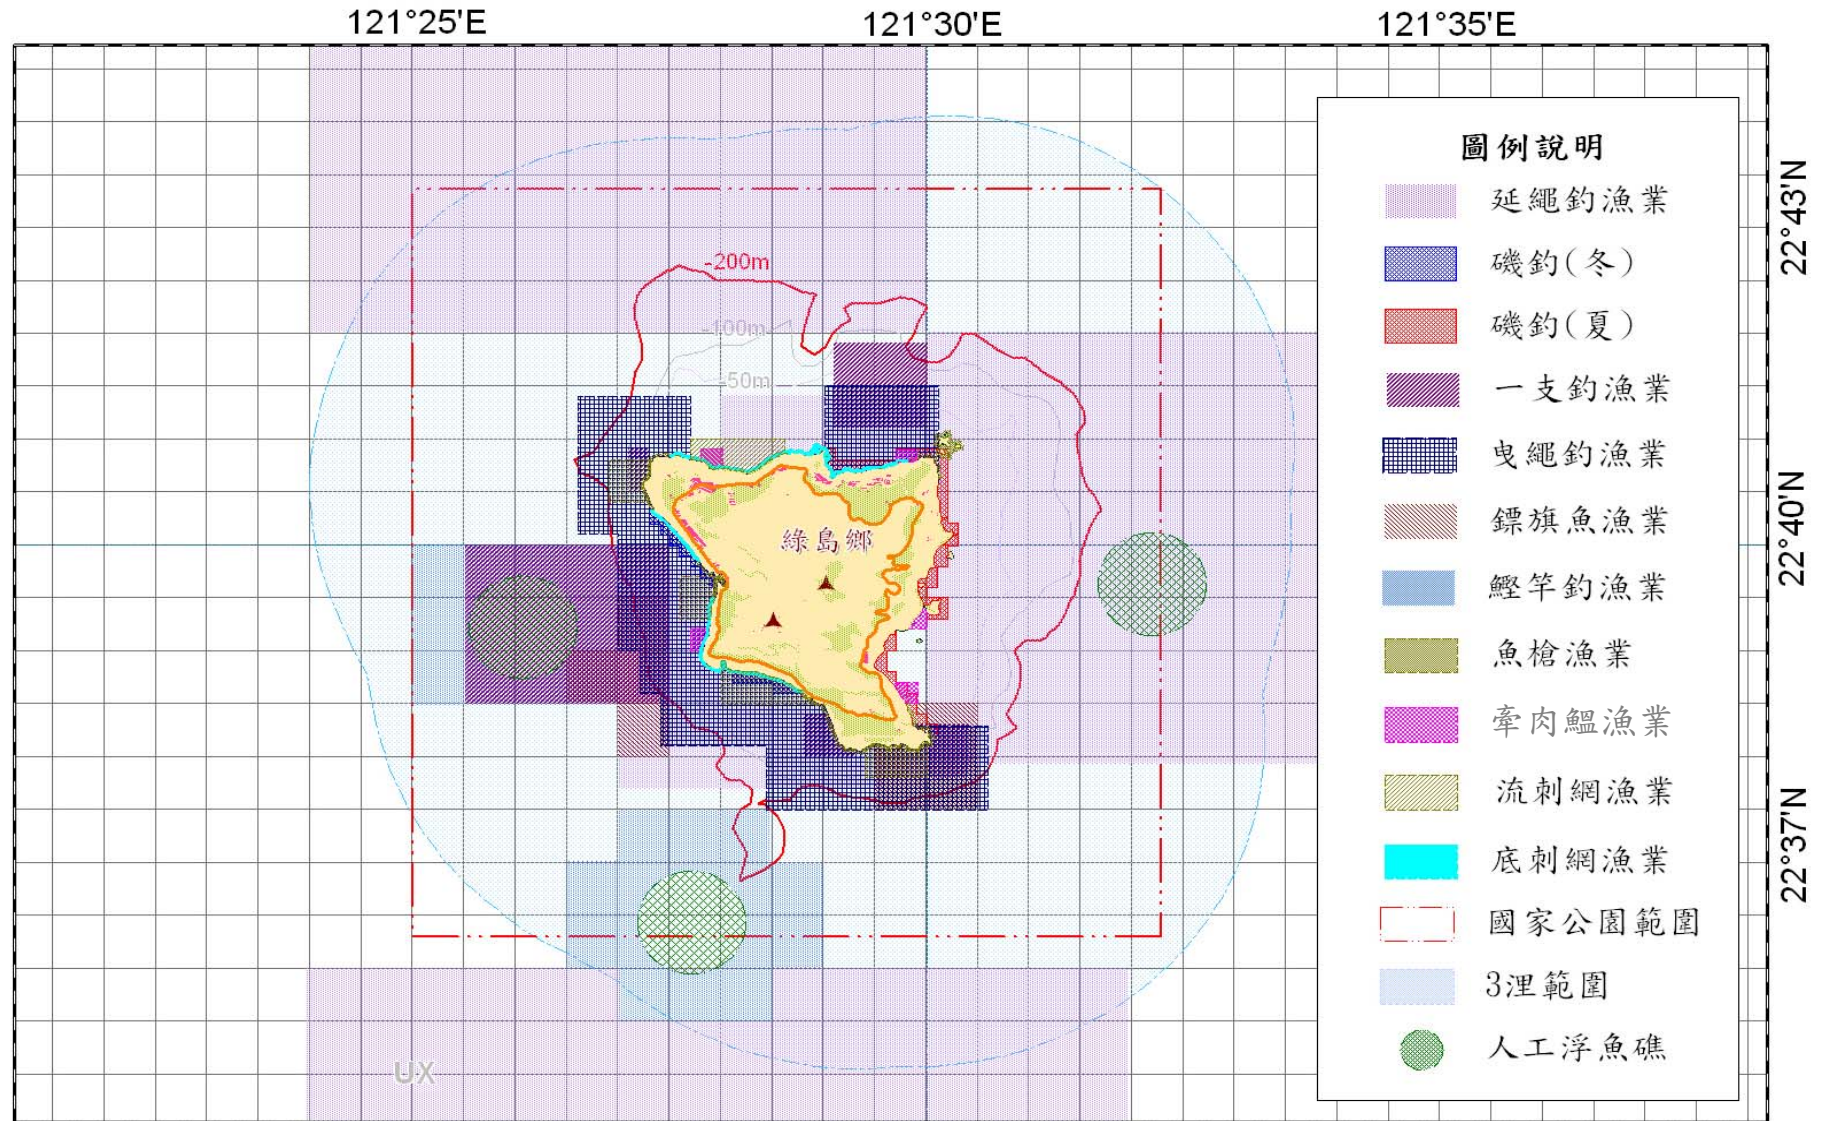 121°25'E
121°30'E
121°35'E
圖例說明
延繩釣漁業
磯釣(冬)
磯釣(夏)
一支釣漁業
曳繩釣漁業
鏢旗魚漁業
鰹竿釣漁業
魚槍漁業
牽肉鰮漁業
流刺網漁業
底刺網漁業
國家公園範圍
3浬範圍
人工浮魚礁
22°43'N
22°40'N
22°37'N
-200m
-100m
-50m
綠島鄉
UX